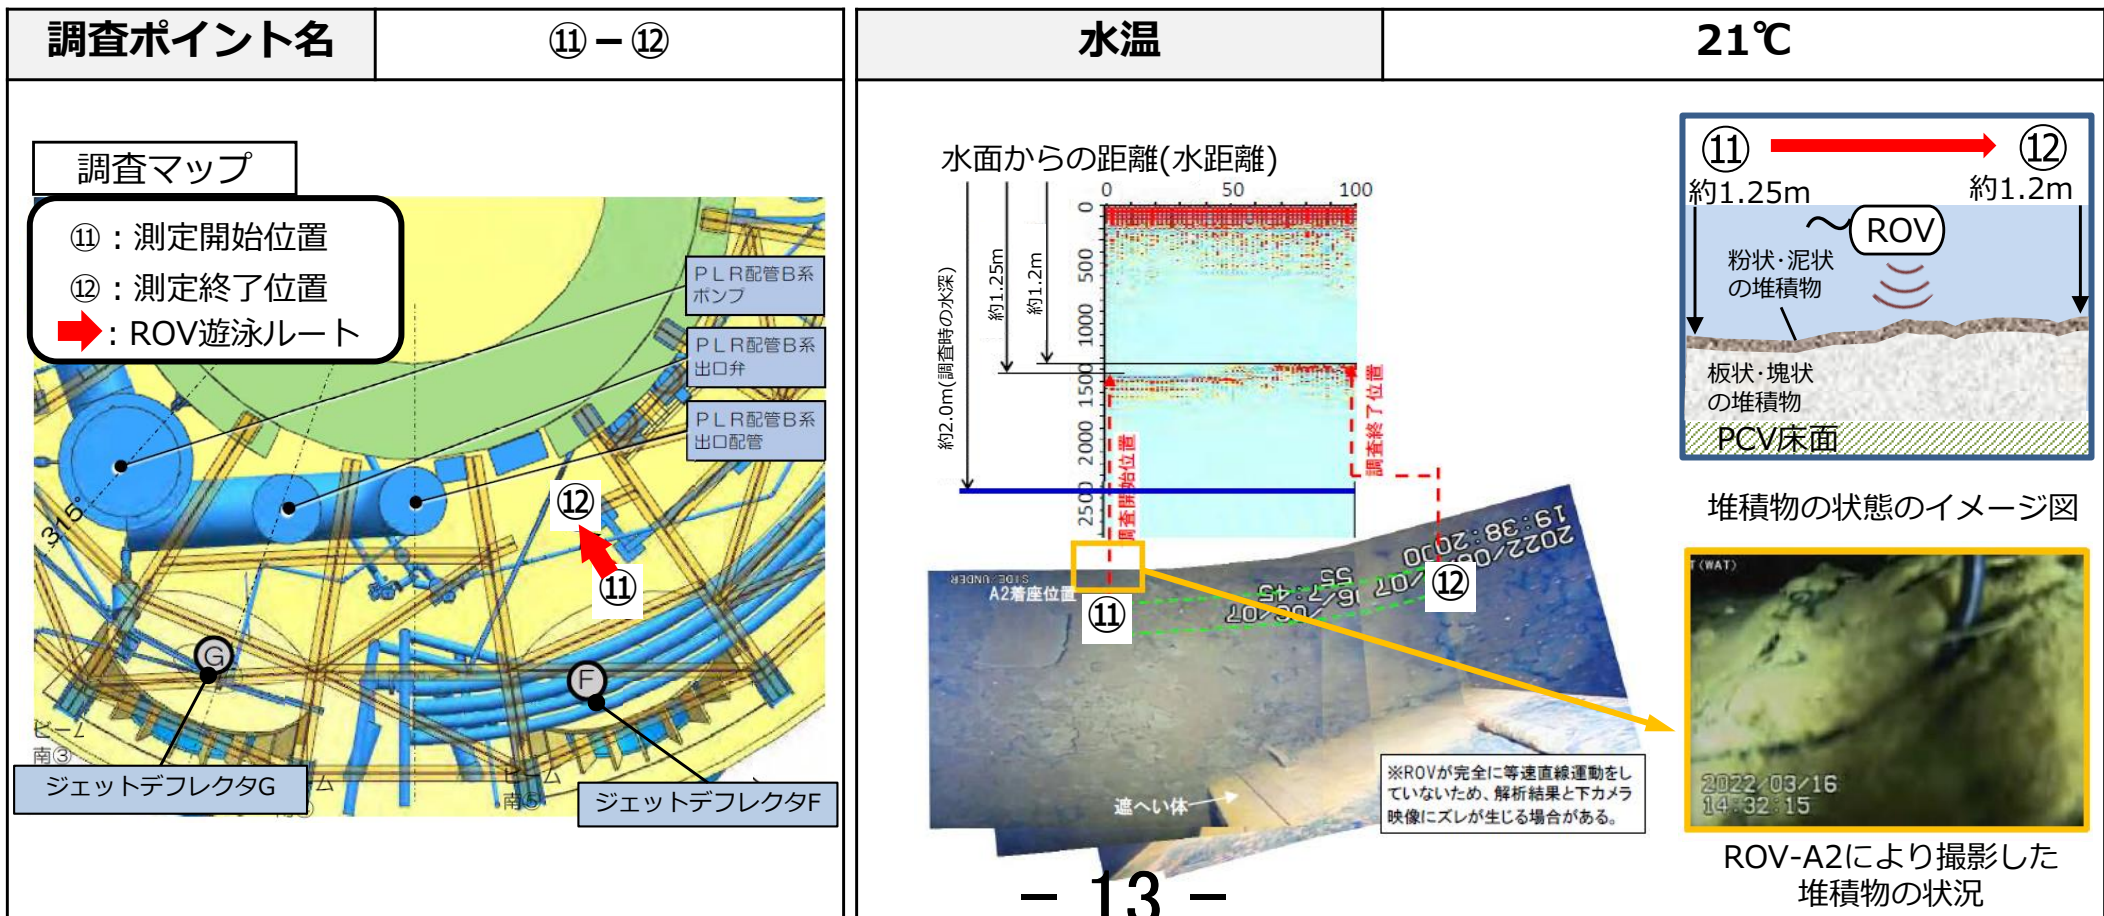 調査ポイント名
⑪－⑫
水温
21℃
調査マップ
⑪：測定開始位置
⑫：測定終了位置
：ROV遊泳ルート
ＰＬＲ配管Ｂ系
ポンプ
ＰＬＲ配管Ｂ系
出口弁
ＰＬＲ配管Ｂ系
出口配管
315°
⑫
⑪
G
F
ビーム
南③
ジェットデフレクタG
ビーム
南⑤
ジェットデフレクタF
水面からの距離(水距離)
0
50
100
0
500
1000
1500
2000
2500
約2.0m(調査時の水深)
約1.25m
約1.2m
調査開始位置
調査終了位置
SIDE/UNDER
A2着座位置
⑪
⑫
遮へい体
※ROVが完全に等速直線運動をし
ていないため、解析結果と下カメラ
映像にズレが生じる場合がある。
⑪
⑫
約1.25m
約1.2m
ROV
粉状･泥状
の堆積物
板状･塊状
の堆積物
PCV床面
堆積物の状態のイメージ図
T(WAT)
2022/03/16
14:32:15
ROV-A2により撮影した
堆積物の状況
－ 13 －